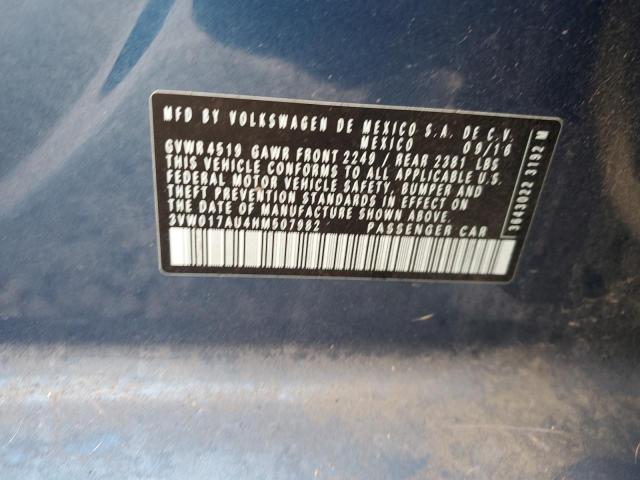 MFD BY VOLKSWAGEN DE MEXICO S.A. DE C.V.
MEXICO 09/16
GVWR 4519 GAWR FRONT 2249 / REAR 2381 LBS
THIS VEHICLE CONFORMS TO ALL APPLICABLE U.S.
FEDERAL MOTOR VEHICLE SAFETY, BUMPER AND
THEFT PREVENTION STANDARDS IN EFFECT ON
THE DATE OF MANUFACTURE SHOWN ABOVE.
3VW017AU4HM507982 PASSENGER CAR
3G43022 3192 M